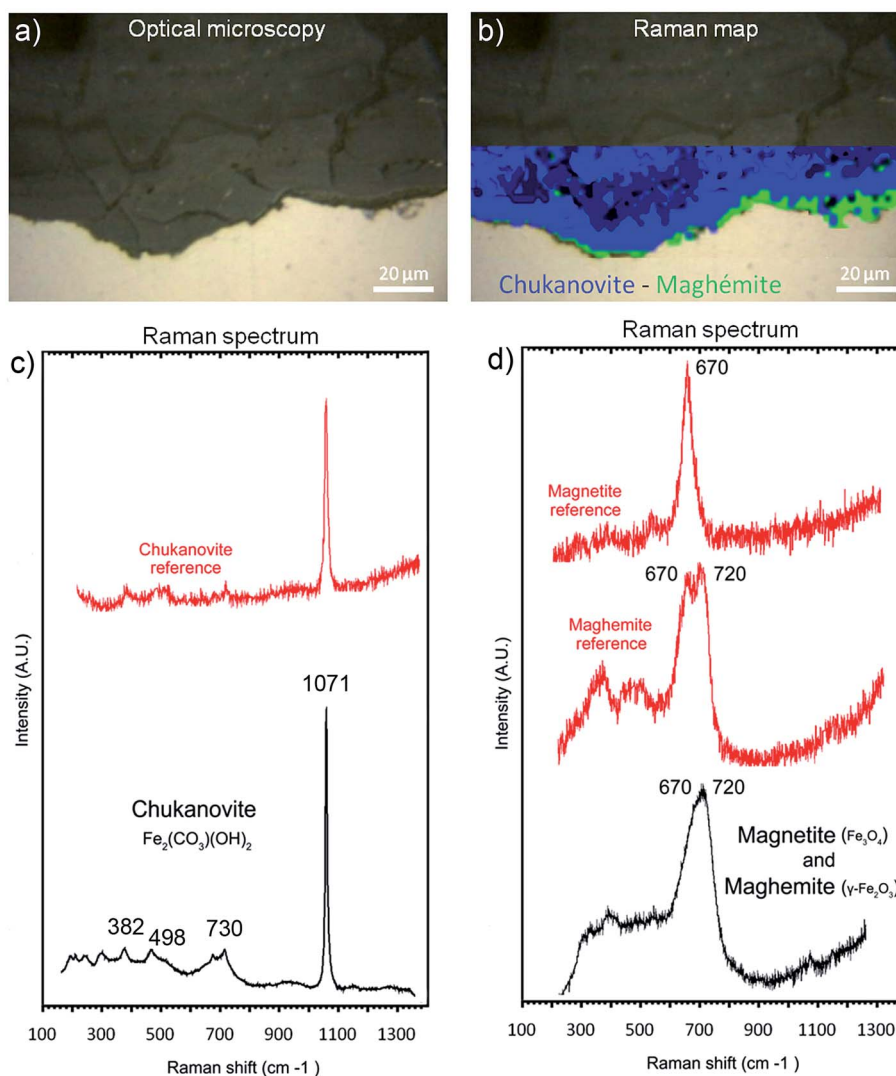 a) Optical microscopy
20 μm
b) Raman map
Chukanovite - Maghémite
20 μm
Raman spectrum
c)
Chukanovite
reference
1071
Chukanovite
Fe2(CO3)(OH)2
382
498
730
Intensity (A.U.)
100 300 500 700 900 1100 1300
Raman shift (cm -1 )
Raman spectrum
d)
670
Magnetite
reference
670 720
Maghemite
reference
670 720
Magnetite (Fe3O4)
and
Maghemite (γ-Fe2O3)
Intensity (A.U.)
100 300 500 700 900 1100 1300
Raman shift (cm -1 )